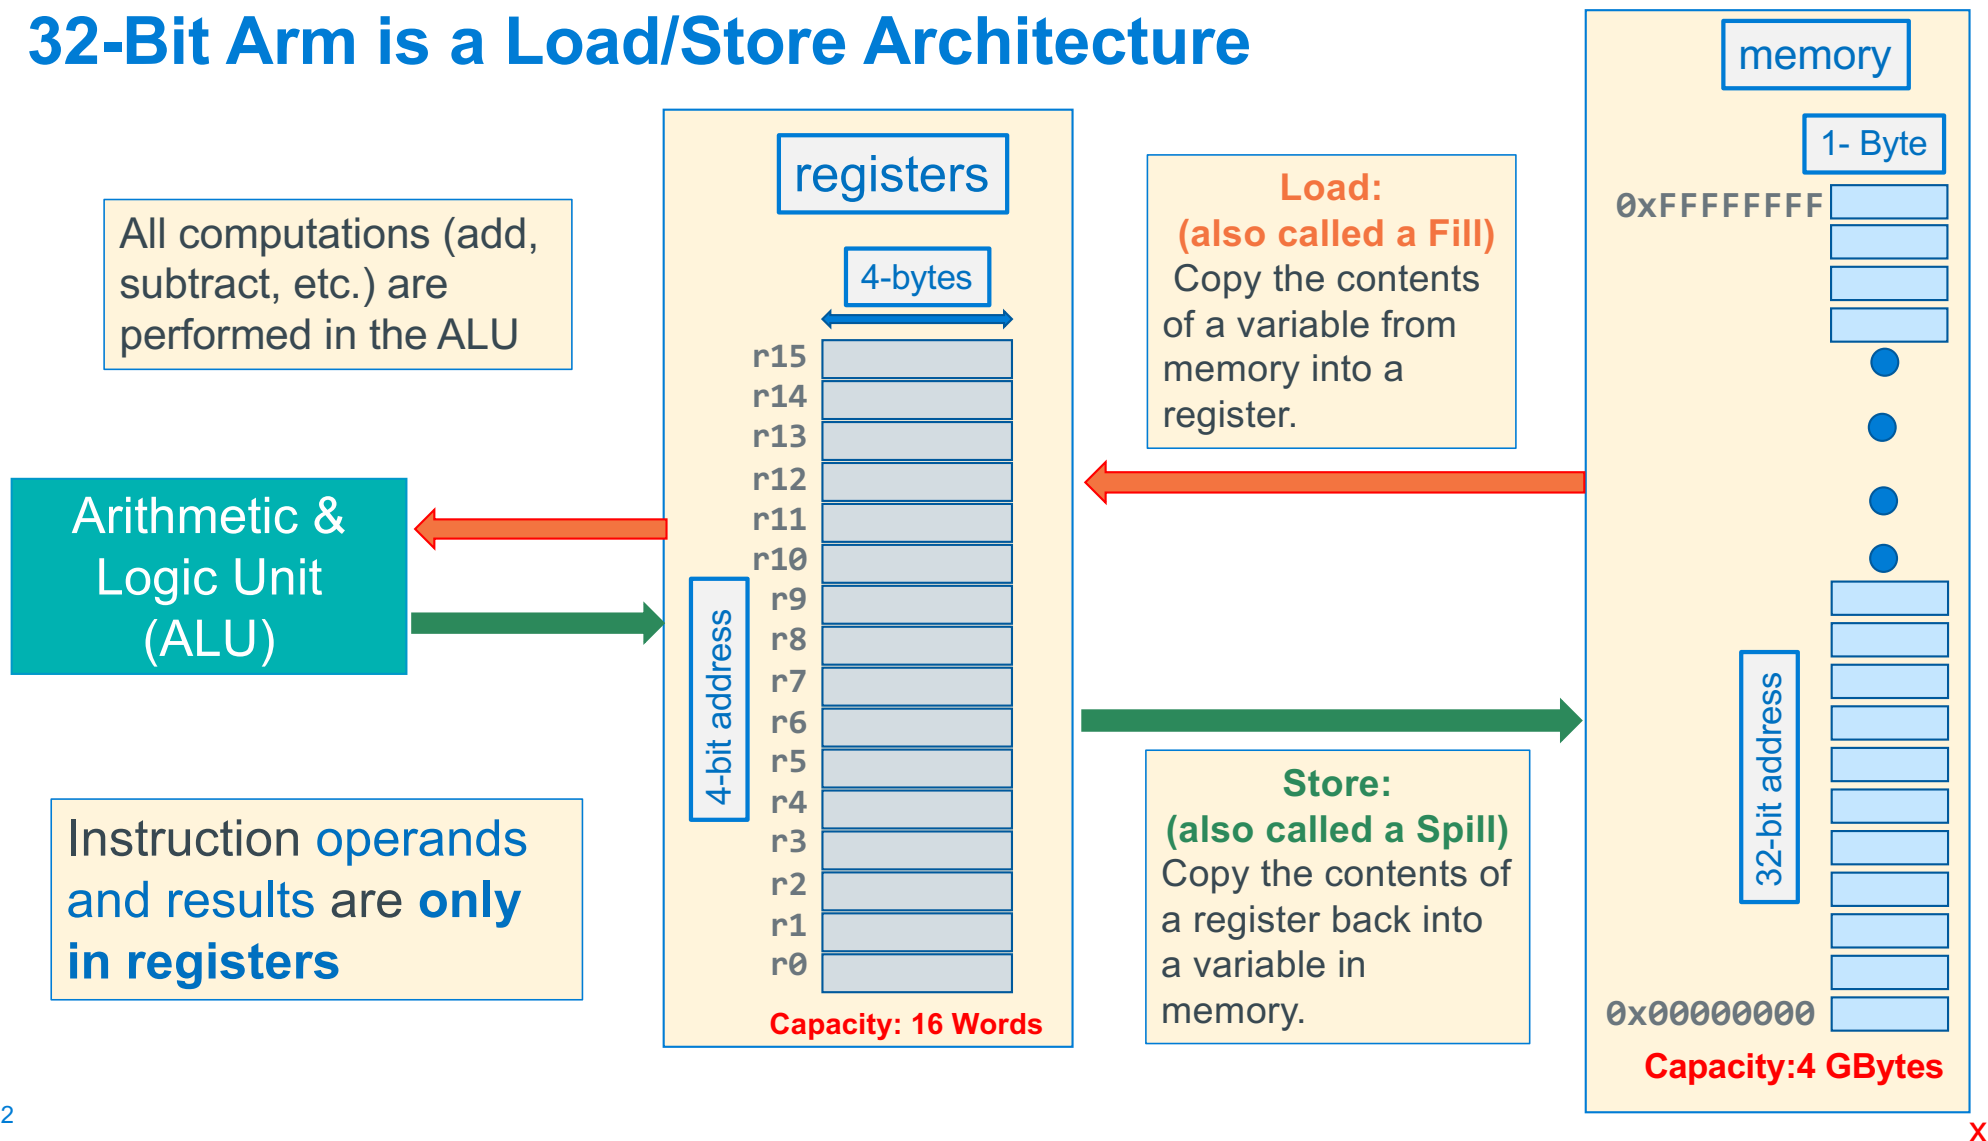 32-Bit Arm is a Load/Store Architecture
All computations (add,
subtract, etc.) are
performed in the ALU
Arithmetic &
Logic Unit
(ALU)
Instruction operands
and results are only
in registers
registers
4-bytes
r15
r14
r13
r12
r11
r10
r9
r8
r7
r6
r5
r4
r3
r2
r1
r0
4-bit address
Capacity: 16 Words
Load:
(also called a Fill)
Copy the contents
of a variable from
memory into a
register.
Store:
(also called a Spill)
Copy the contents of
a register back into
a variable in
memory.
memory
1- Byte
0xFFFFFFFF
32-bit address
0x00000000
Capacity:4 GBytes
2
X